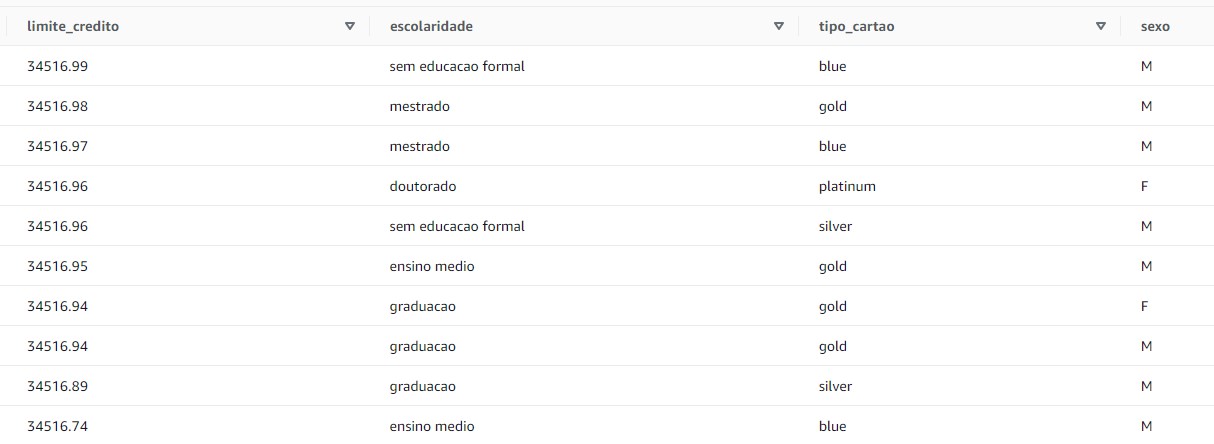 limite_credito escolaridade tipo_cartao sexo
34516.99 sem educacao formal blue M
34516.98 mestrado gold M
34516.97 mestrado blue M
34516.96 doutorado platinum F
34516.96 sem educacao formal silver M
34516.95 ensino medio gold M
34516.94 graduacao gold F
34516.94 graduacao gold M
34516.89 graduacao silver M
34516.74 ensino medio blue M